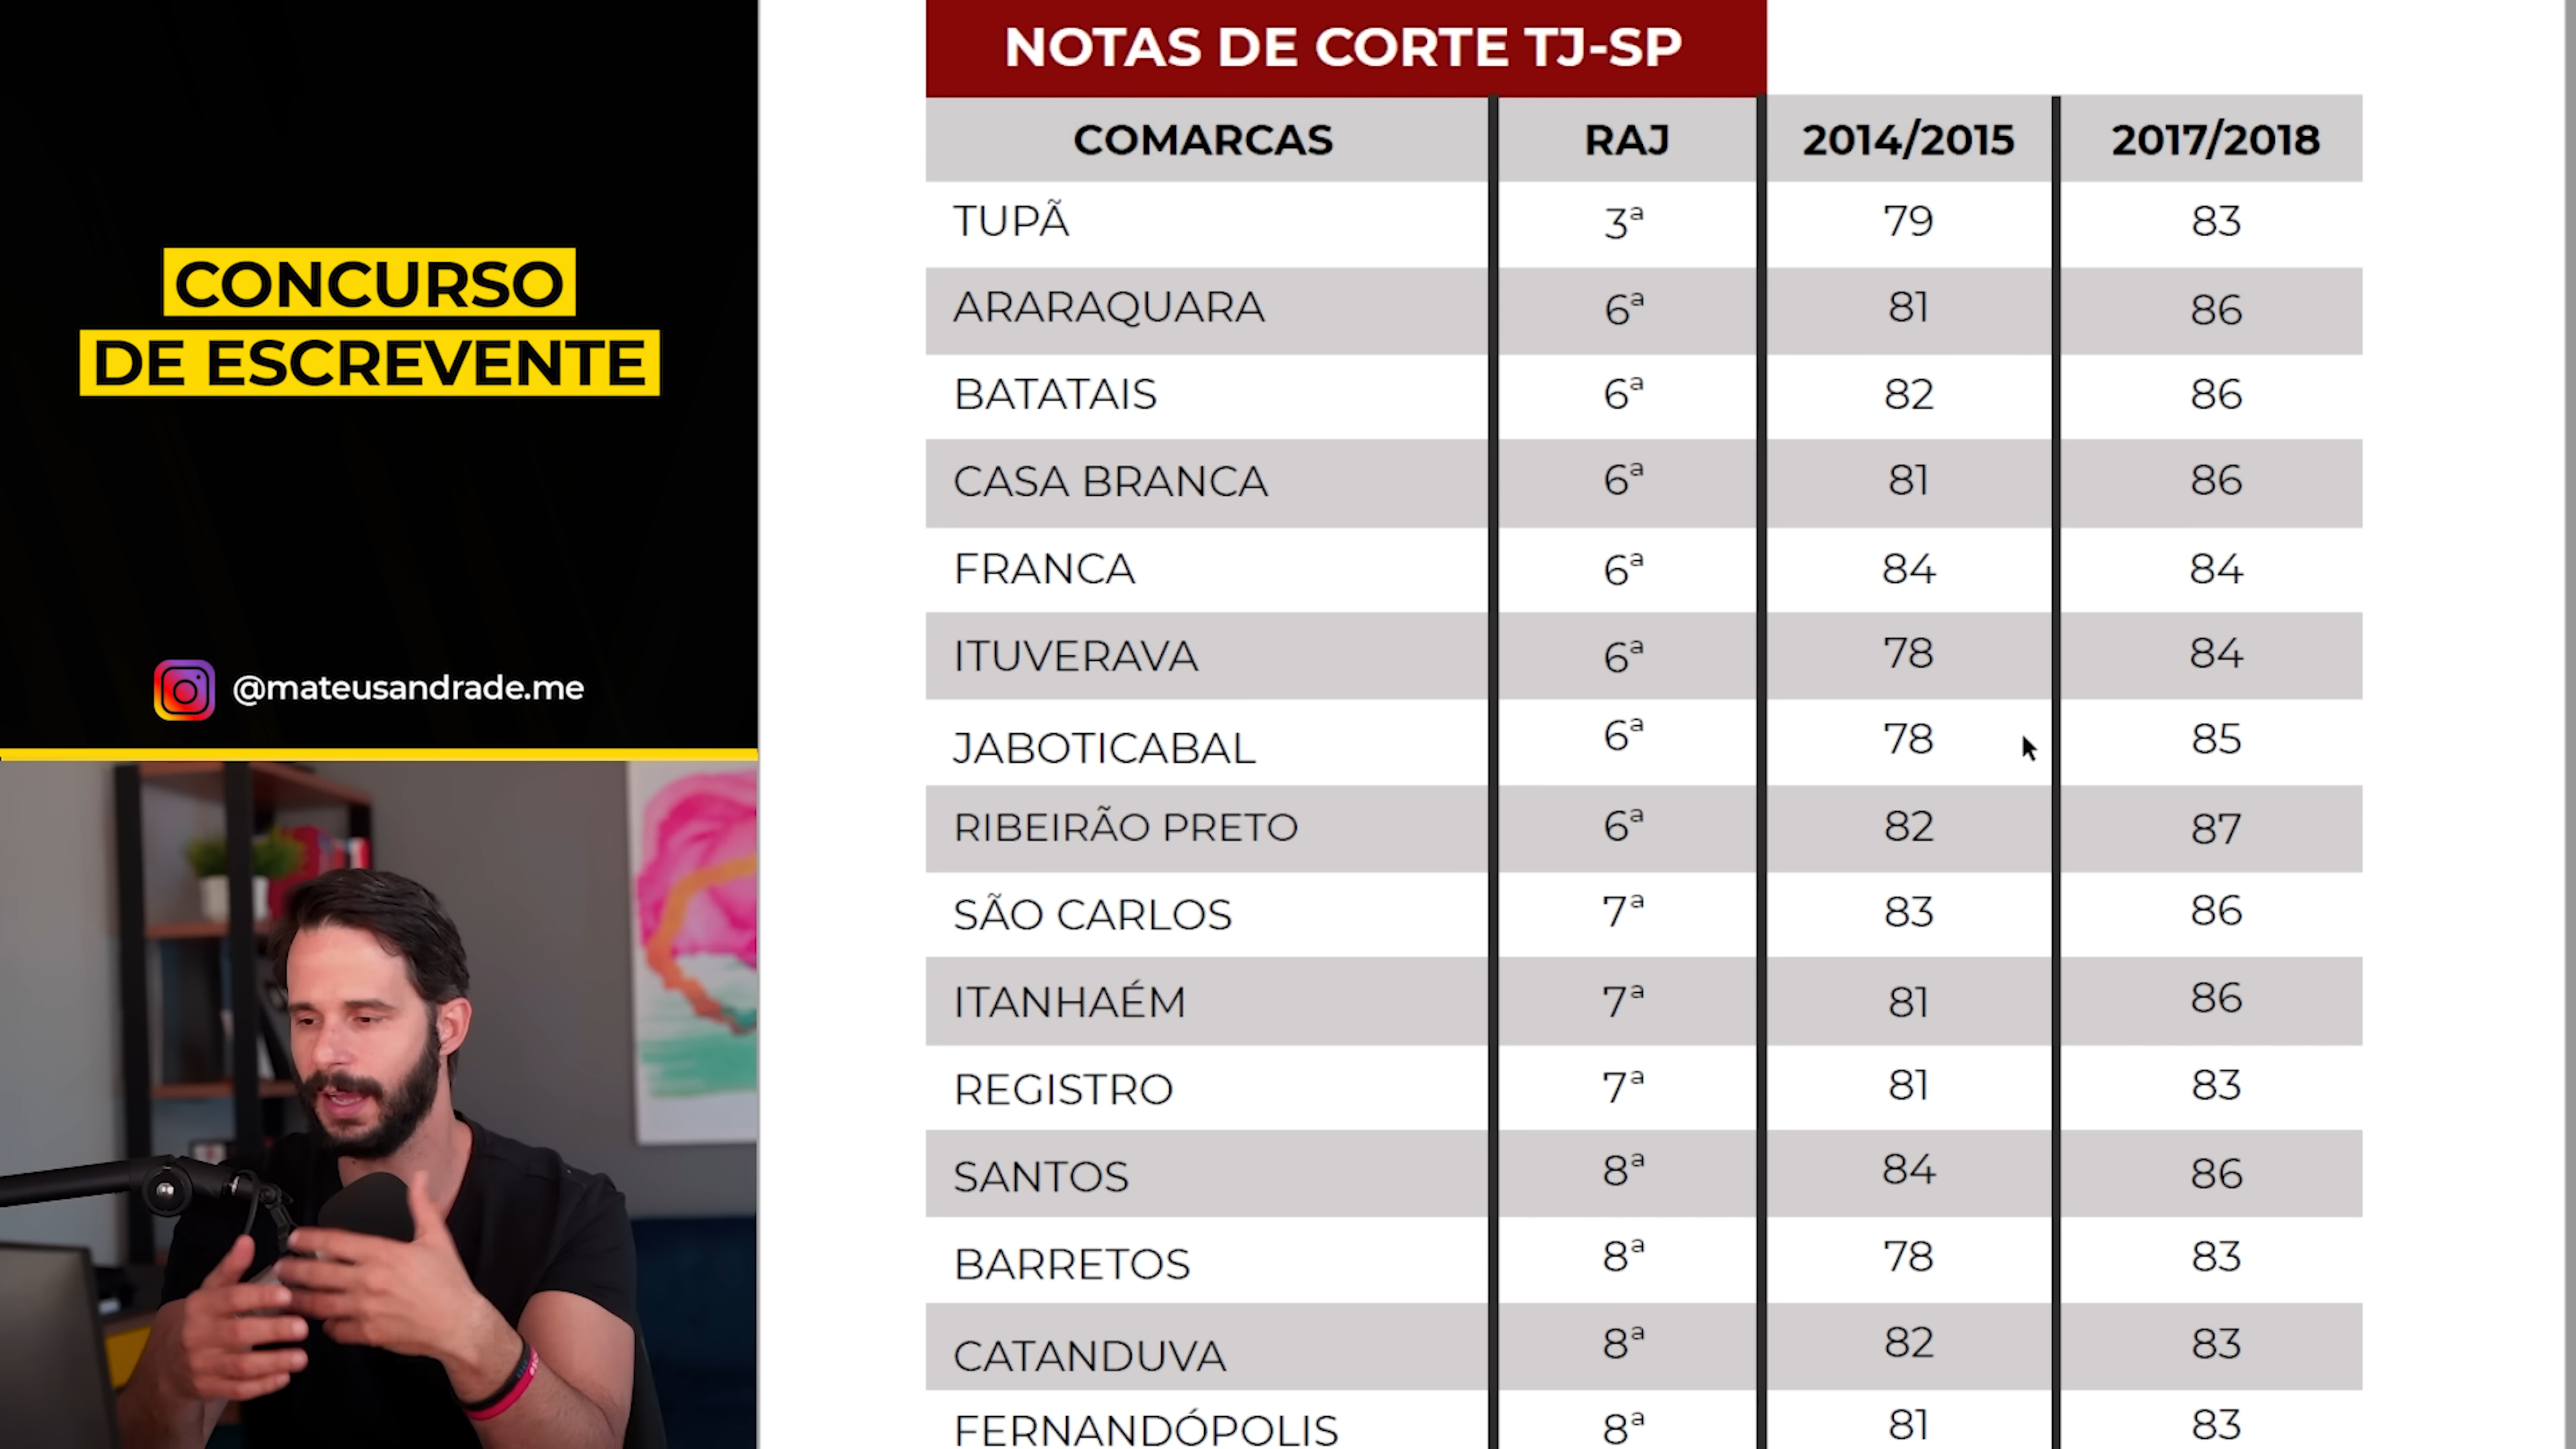 CONCURSO
DE ESCREVENTE
@mateusandrade.me
NOTAS DE CORTE TJ-SP
COMARCAS RAJ 2014/2015 2017/2018
TUPÃ 3ª 79 83
ARARAQUARA 6ª 81 86
BATATAIS 6ª 82 86
CASA BRANCA 6ª 81 86
FRANCA 6ª 84 84
ITUVERAVA 6ª 78 84
JABOTICABAL 6ª 78 85
RIBEIRÃO PRETO 6ª 82 87
SÃO CARLOS 7ª 83 86
ITANHAÉM 7ª 81 86
REGISTRO 7ª 81 83
SANTOS 8ª 84 86
BARRETOS 8ª 78 83
CATANDUVA 8ª 82 83
FERNANDÓPOLIS 8ª 81 83